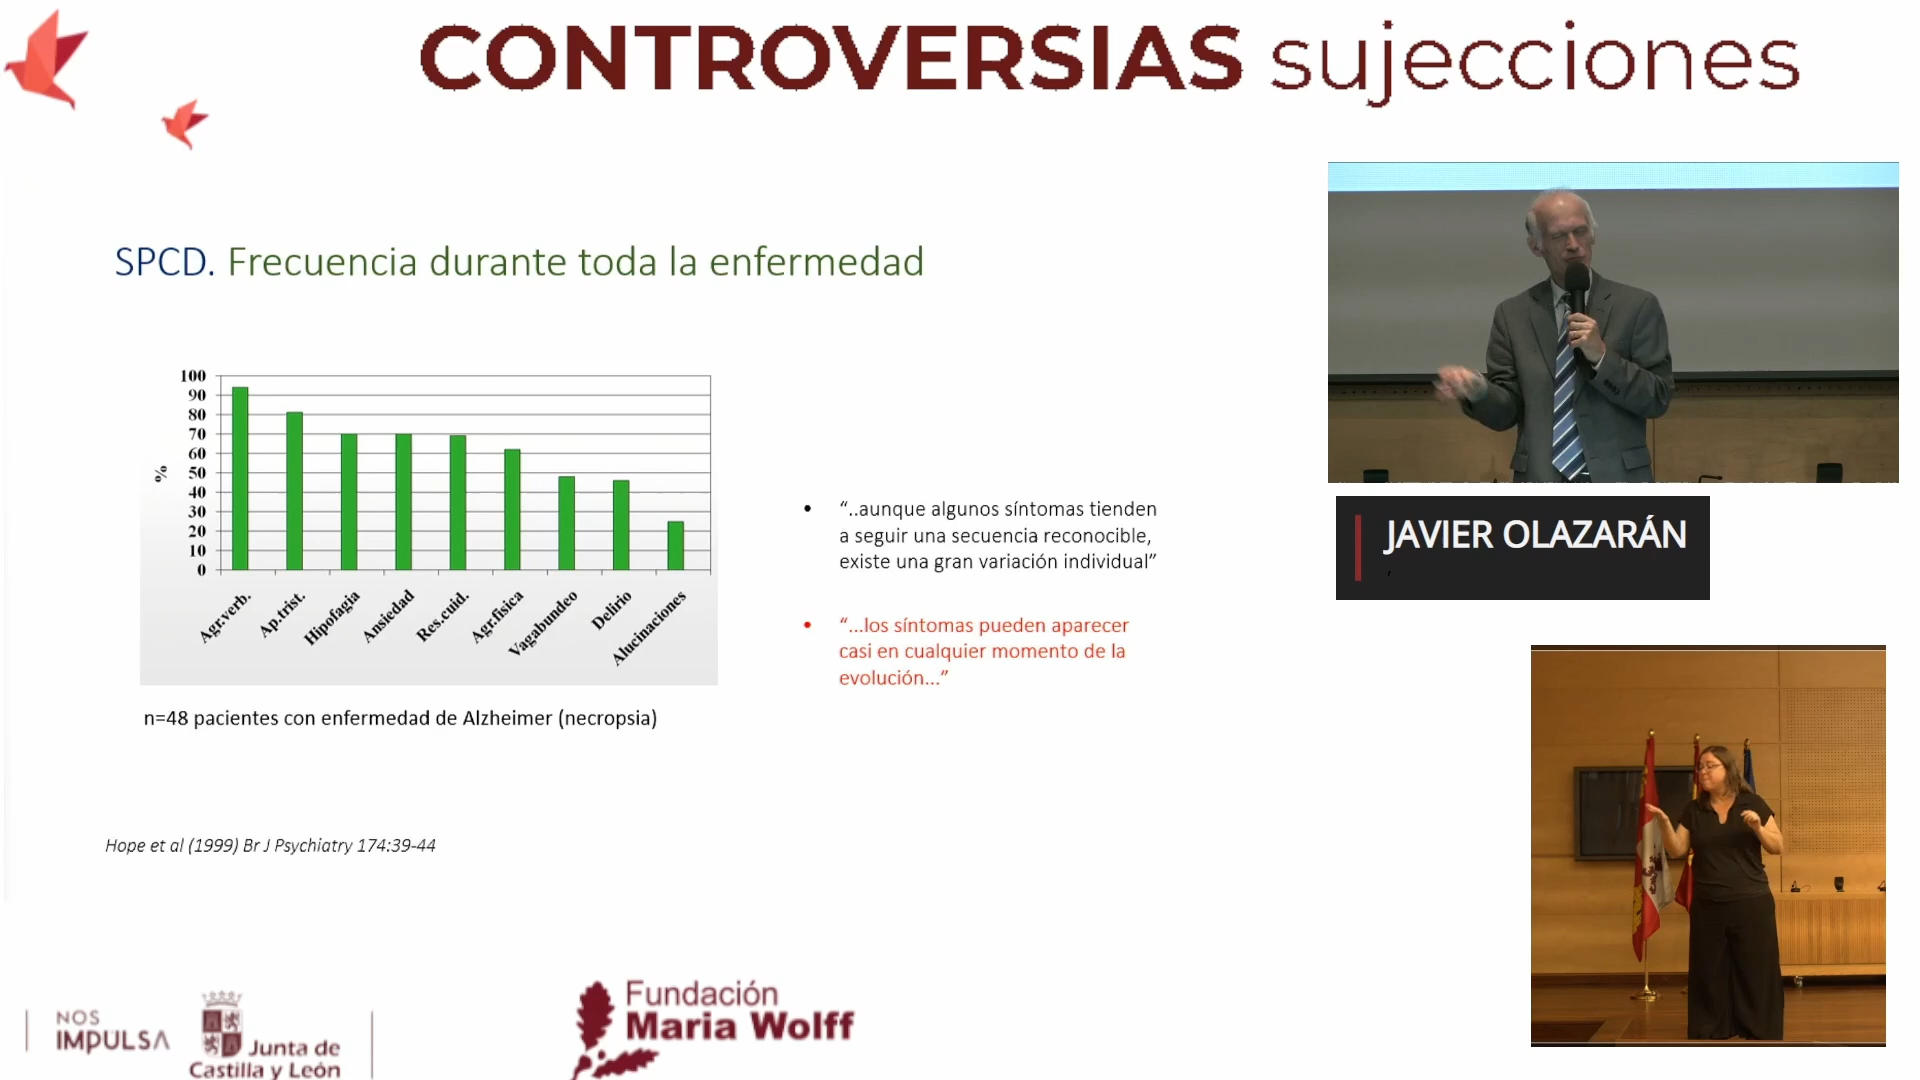 CONTROVERSIAS sujecciones
SPCD. Frecuencia durante toda la enfermedad
100
90
80
70
60
50
40
30
20
10
0
%
Agr.verb.
Ap.trist.
Hipofagia
Ansiedad
Res.cuid.
Agr.fisica
Vagabundeo
Delirio
Alucinaciones
n=48 pacientes con enfermedad de Alzheimer (necropsia)
• “..aunque algunos síntomas tienden
a seguir una secuencia reconocible,
existe una gran variación individual”
• “...los síntomas pueden aparecer
casi en cualquier momento de la
evolución...”
Hope et al (1999) Br J Psychiatry 174:39-44
JAVIER OLAZARÁN
,
NOS
IMPULSA
Junta de
Castilla y León
Fundación
Maria Wolff